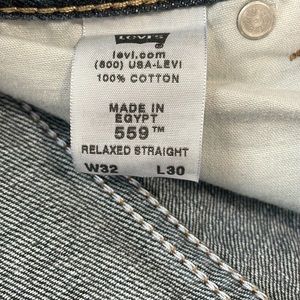 LEVI'S
levi.com
(800) USA-LEVI
100% COTTON
MADE IN
EGYPT
559™
RELAXED STRAIGHT
W32 L30